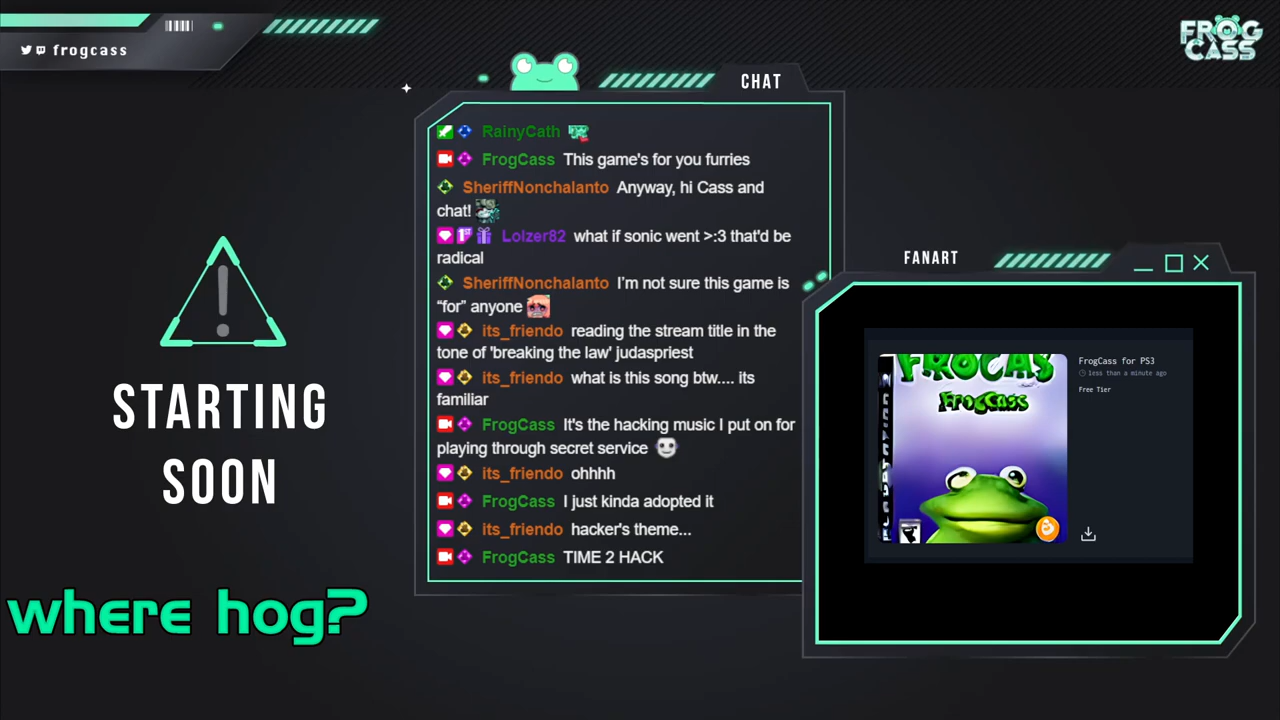 frogcass
FROG
CASS
CHAT
RainyCath
FrogCass This game's for you furries
SheriffNonchalanto Anyway, hi Cass and
chat!
Lolzer82 what if sonic went >:3 that'd be
radical
SheriffNonchalanto I'm not sure this game is
“for” anyone
its_friendo reading the stream title in the
tone of 'breaking the law' judaspriest
its_friendo what is this song btw.... its
familiar
FrogCass It's the hacking music I put on for
playing through secret service
its_friendo ohhhh
FrogCass I just kinda adopted it
its_friendo hacker's theme...
FrogCass TIME 2 HACK
STARTING
SOON
where hog?
FANART
FROCAS
FrogCass
FrogCass for PS3
less than a minute ago
Free Tier